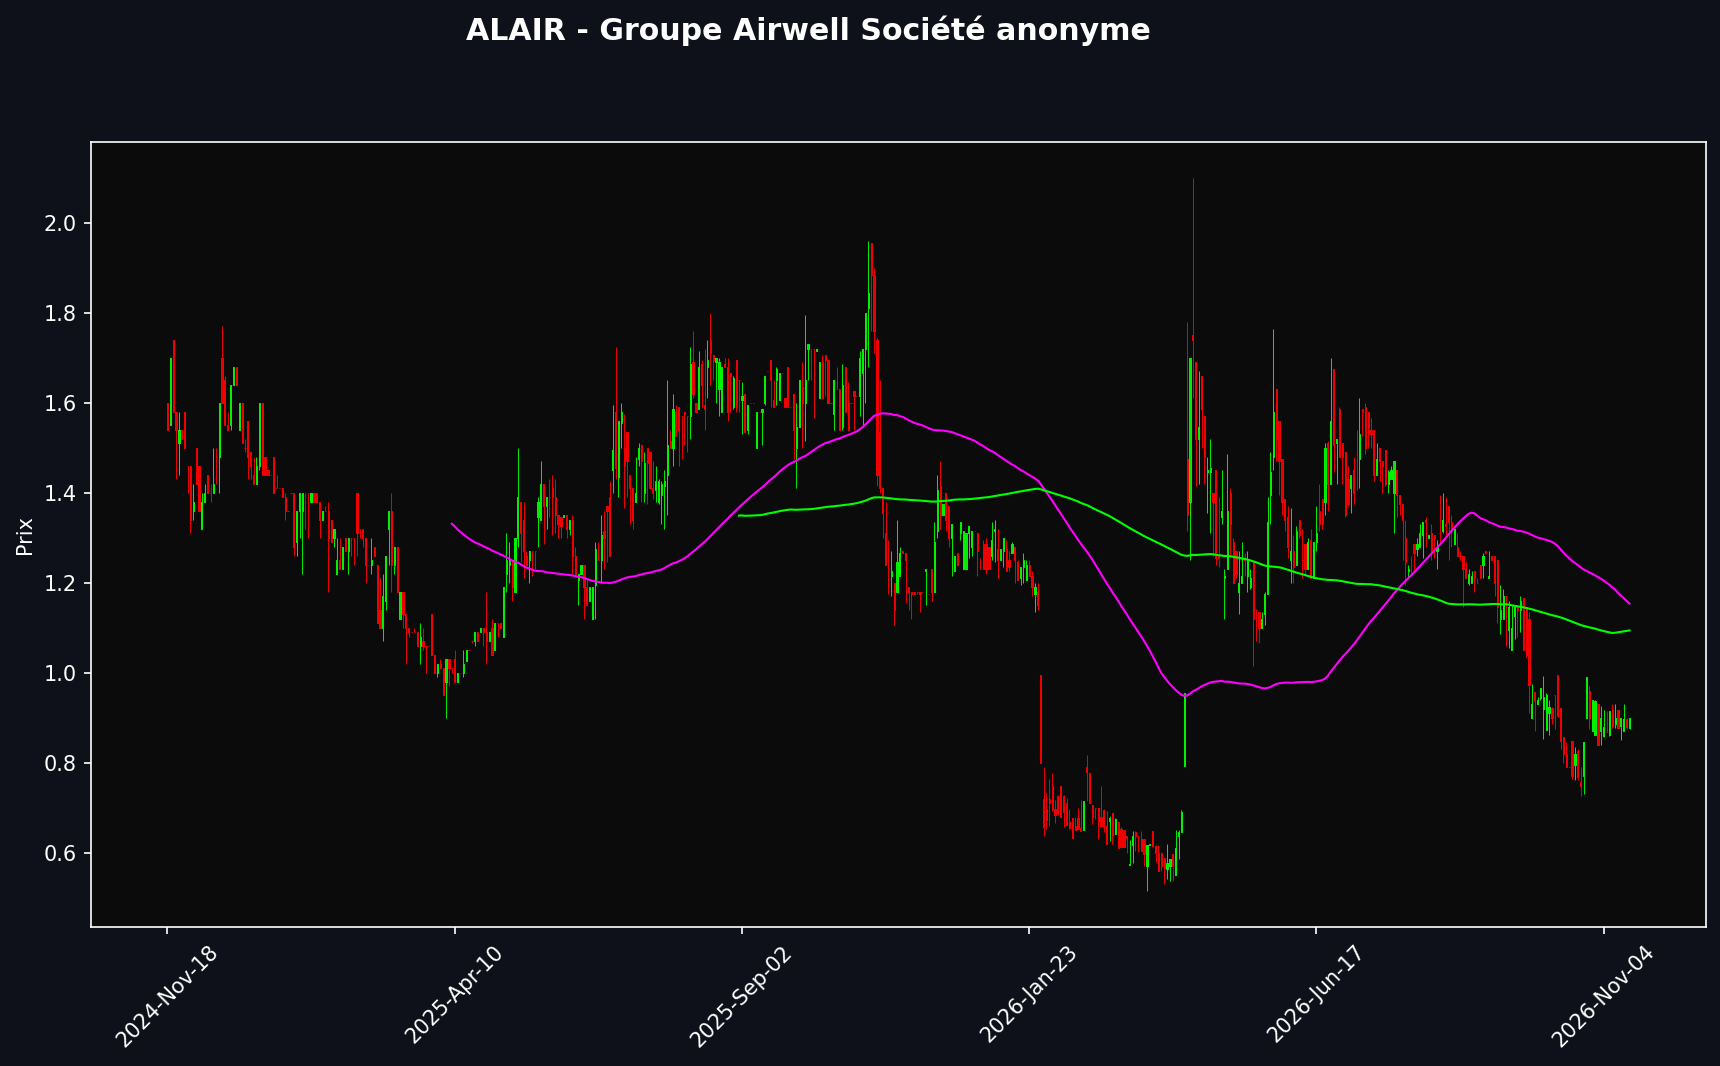 ALAIR - Groupe Airwell Société anonyme
Prix
2.0
1.8
1.6
1.4
1.2
1.0
0.8
0.6
2024-Nov-18
2025-Apr-10
2025-Sep-02
2026-Jan-23
2026-Jun-17
2026-Nov-04